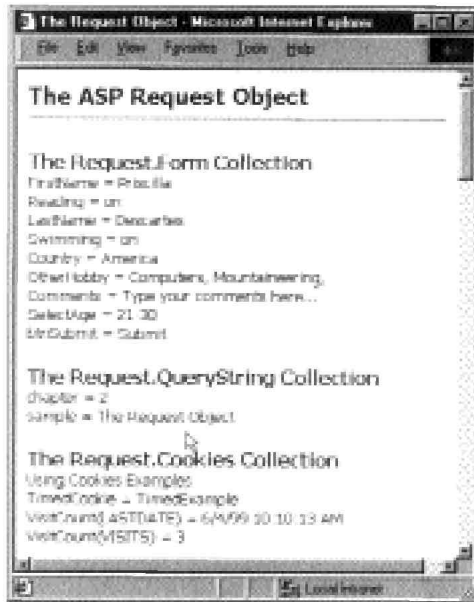 The Request Object - Microsoft Internet Explorer
File Edit View Favorites Tools Help
The ASP Request Object
The Request.Form Collection
FirstName = Priscilla
Reading = on
LastName = Descartes
Swimming = on
Country = America
OtherHobby = Computers, Mountaineering,
Comments = Type your comments here...
SelectAge = 21-30
btnSubmit = Submit
The Request.QueryString Collection
chapter = 2
sample = The Request Object
The Request.Cookies Collection
Using Cookies Examples
TimedCookie = TimedExample
VisitCount(LASTDATE) = 6/4/99 10:10:13 AM
VisitCount(VISITS) = 3
Local intranet